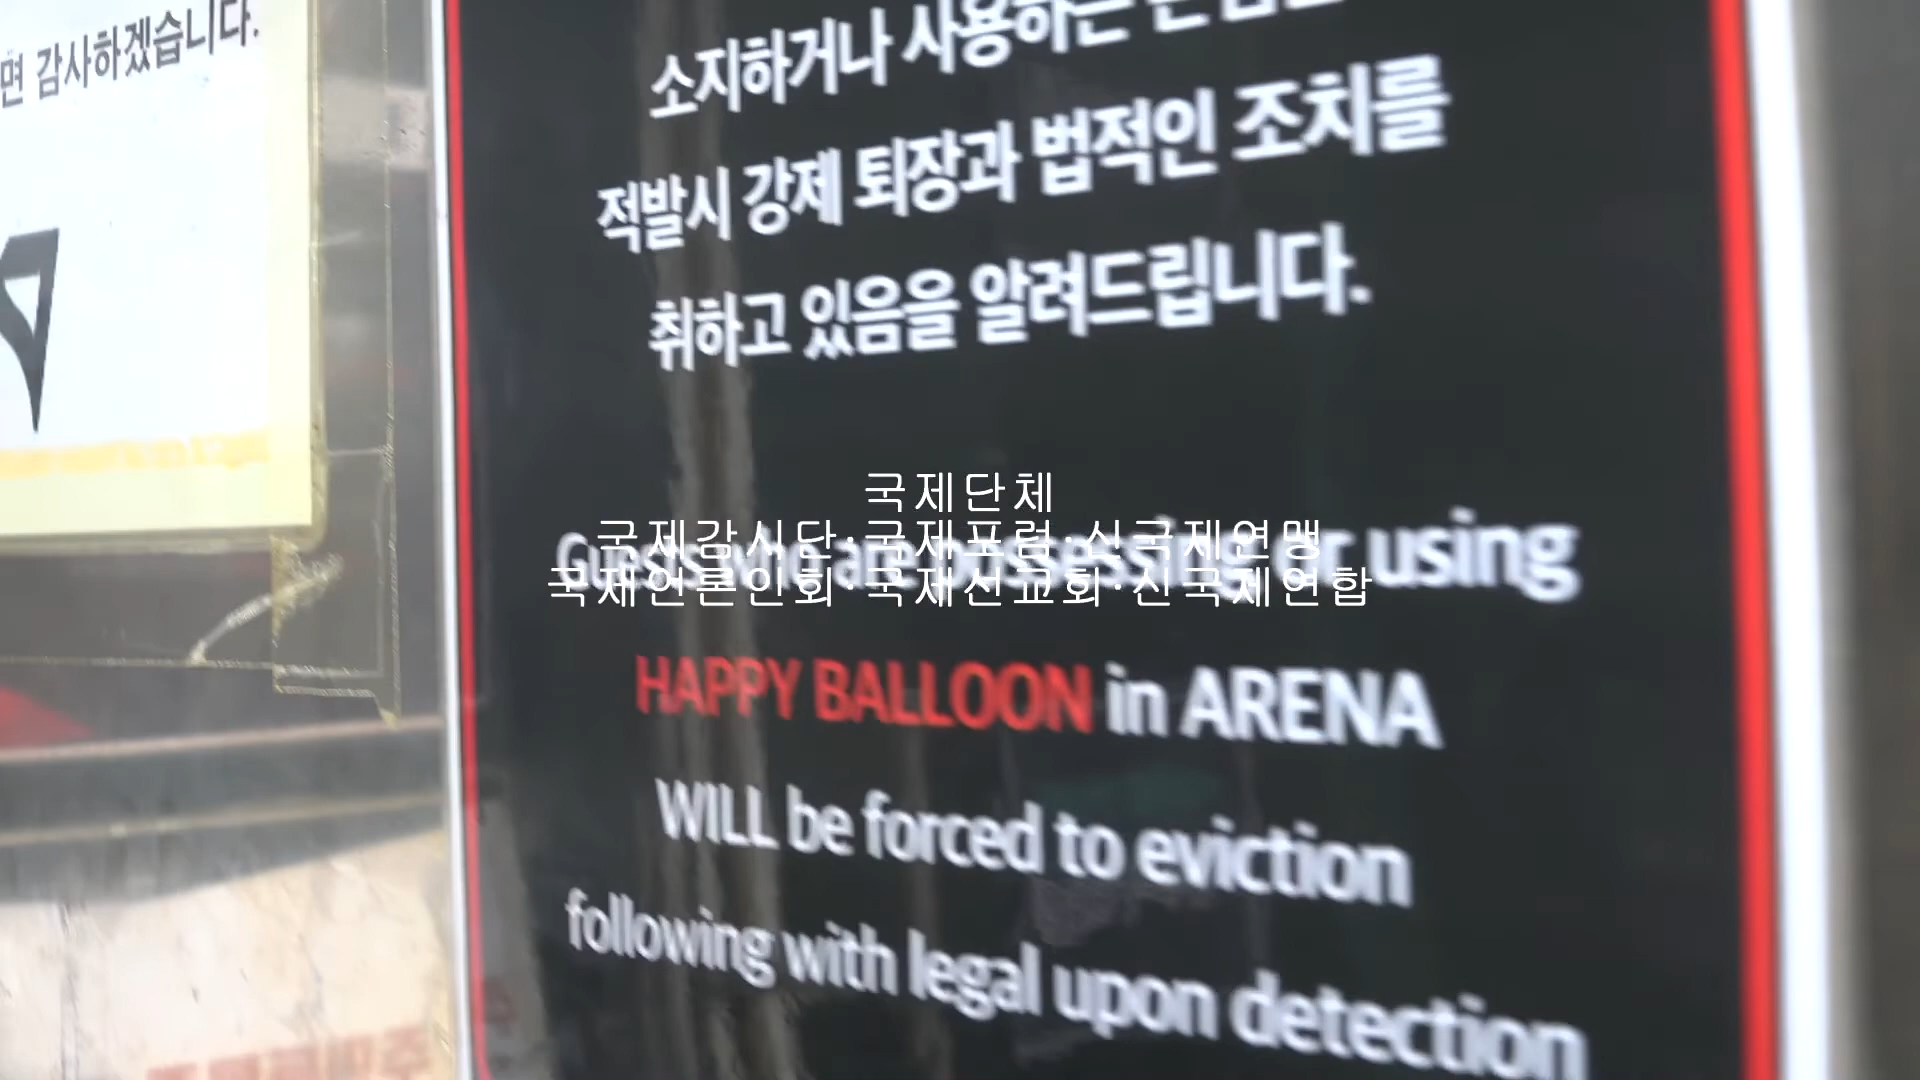 면 감사하겠습니다.
소지하거나 사용하는
적발시 강제 퇴장과 법적인 조치를
취하고 있음을 알려드립니다.
국제단체
국제감시단·국제포럼·신국제연맹
Guests who are possessing or using
국제언론인회·국제선교회·신국제연합
HAPPY BALLOON in ARENA
WILL be forced to eviction
following with legal upon detection